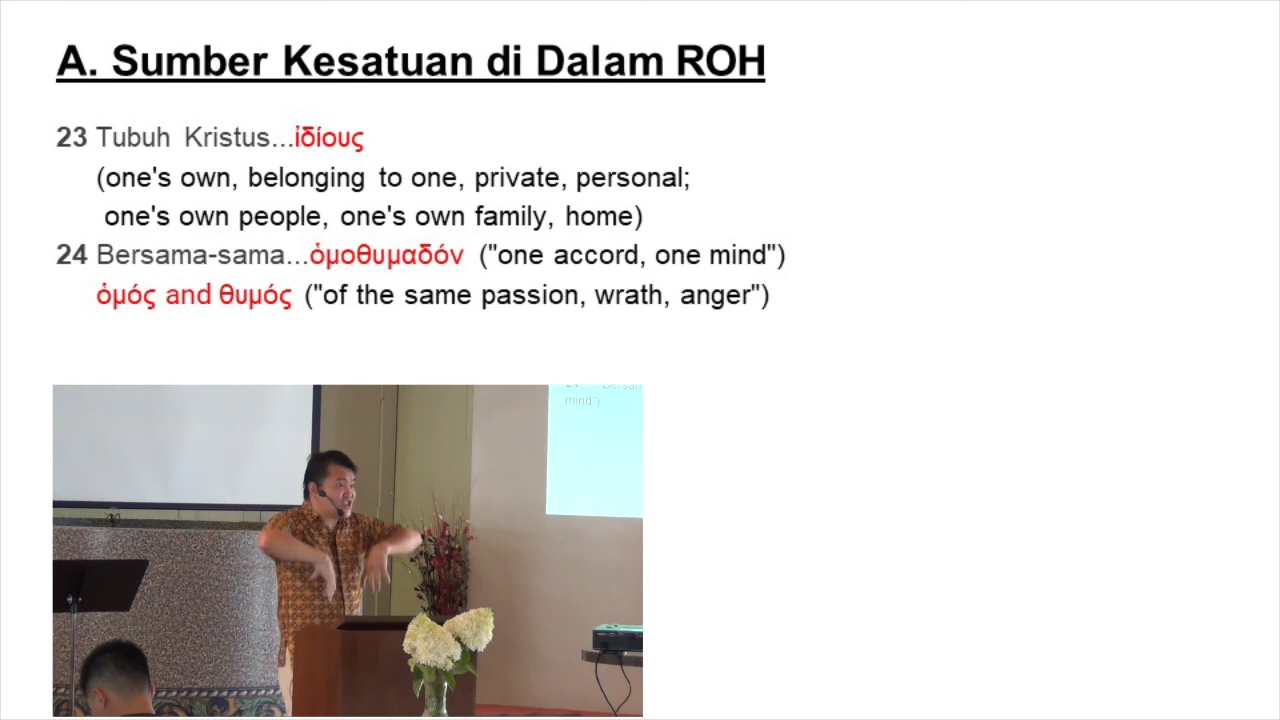 A. Sumber Kesatuan di Dalam ROH
23 Tubuh Kristus...ἰδίους
(one's own, belonging to one, private, personal;
one's own people, one's own family, home)
24 Bersama-sama...ὁμοθυμαδόν ("one accord, one mind")
ὁμός and θυμός ("of the same passion, wrath, anger")
mind")